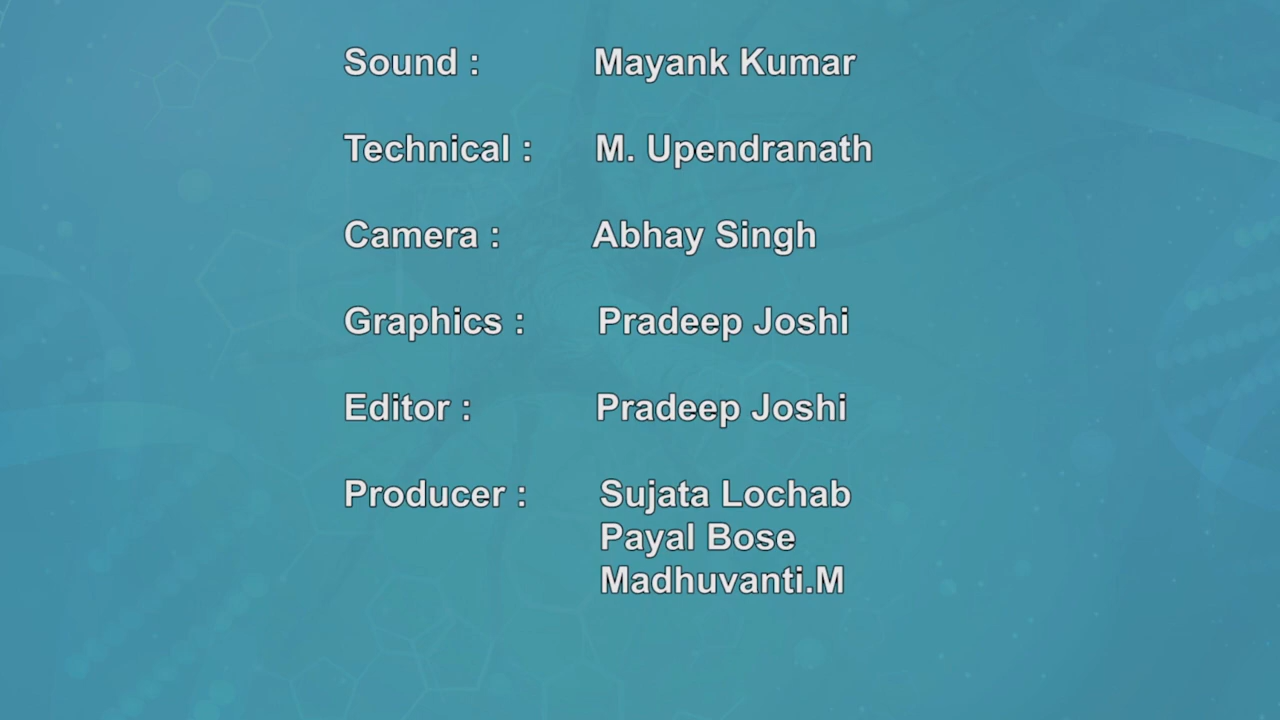 Sound : Mayank Kumar
Technical : M. Upendranath
Camera : Abhay Singh
Graphics : Pradeep Joshi
Editor : Pradeep Joshi
Producer : Sujata Lochab
Payal Bose
Madhuvanti.M